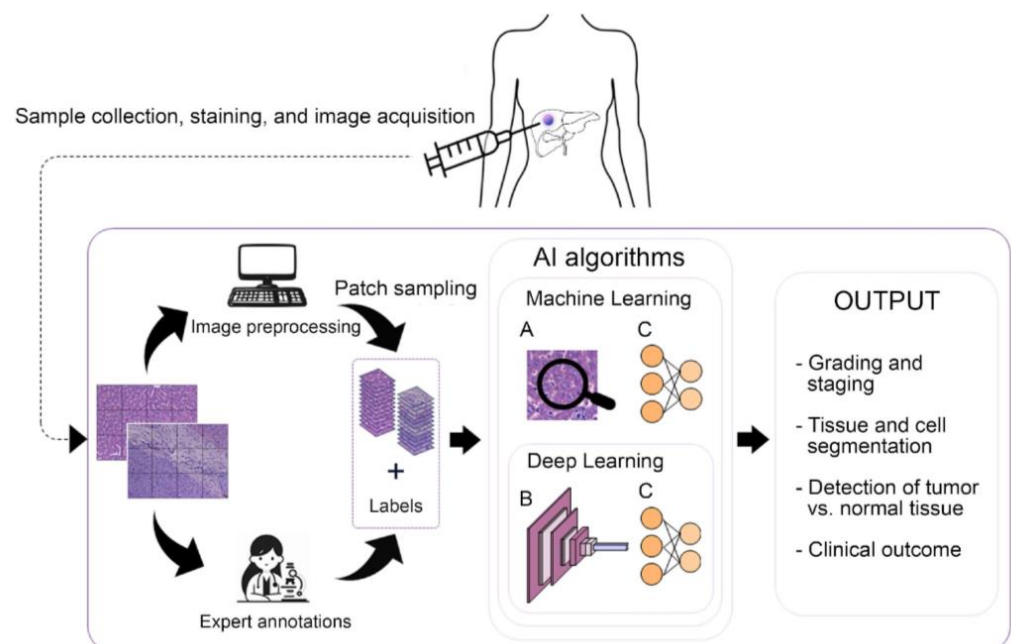 Sample collection, staining, and image acquisition
Image preprocessing
Patch sampling
+
Labels
Expert annotations
AI algorithms
Machine Learning
A
C
Deep Learning
B
C
OUTPUT
- Grading and
staging
- Tissue and cell
segmentation
- Detection of tumor
vs. normal tissue
- Clinical outcome